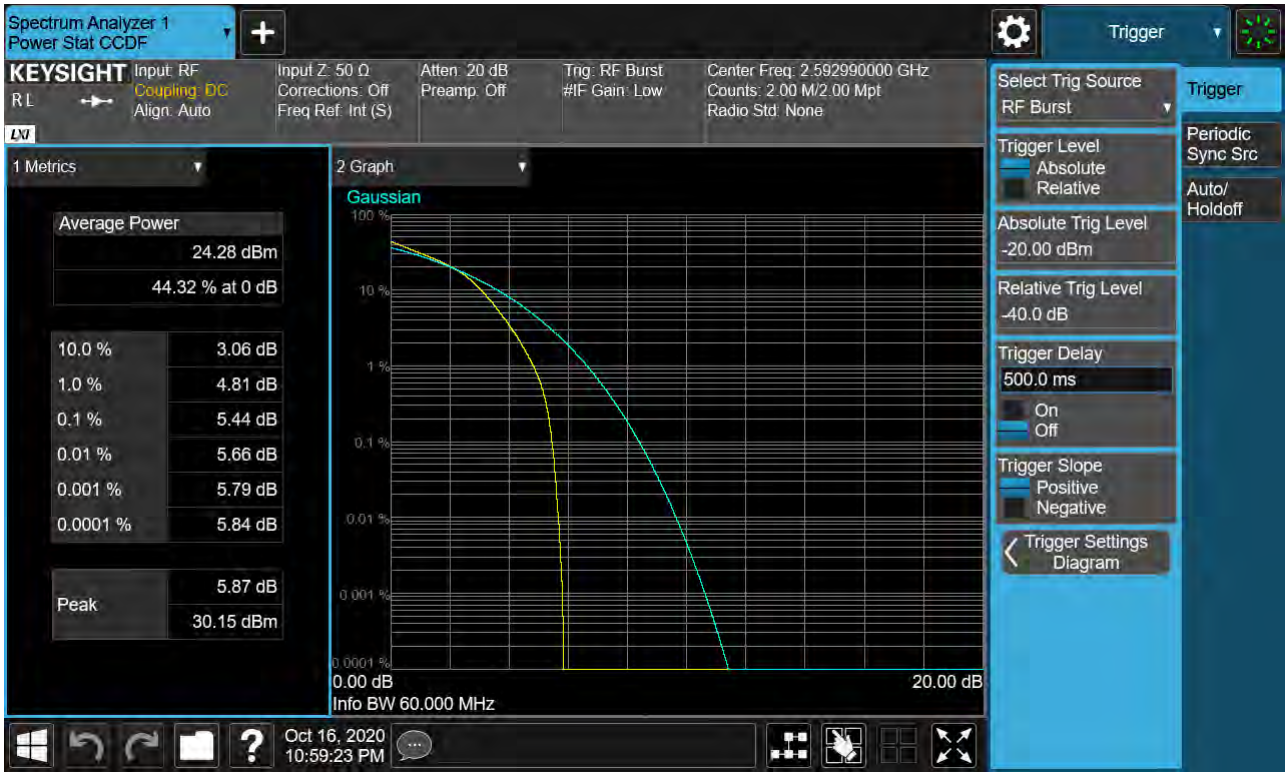 Spectrum Analyzer 1
Power Stat CCDF
Trigger
KEYSIGHT
R L
LXI
Input: RF
Coupling: DC
Align: Auto
Input Z: 50 Ω
Corrections: Off
Freq Ref: Int (S)
Atten: 20 dB
Preamp: Off
Trig: RF Burst
#IF Gain: Low
Center Freq: 2.592990000 GHz
Counts: 2.00 M/2.00 Mpt
Radio Std: None
1 Metrics
Average Power
24.28 dBm
44.32 % at 0 dB
10.0 % 3.06 dB
1.0 % 4.81 dB
0.1 % 5.44 dB
0.01 % 5.66 dB
0.001 % 5.79 dB
0.0001 % 5.84 dB
Peak
5.87 dB
30.15 dBm
2 Graph
Gaussian
100 %
10 %
1 %
0.1 %
0.01 %
0.001 %
0.0001 %
0.00 dB 20.00 dB
Info BW 60.000 MHz
Select Trig Source
RF Burst
Trigger Level
Absolute
Relative
Absolute Trig Level
-20.00 dBm
Relative Trig Level
-40.0 dB
Trigger Delay
500.0 ms
On
Off
Trigger Slope
Positive
Negative
Trigger Settings
Diagram
Trigger
Periodic
Sync Src
Auto/
Holdoff
Oct 16, 2020
10:59:23 PM